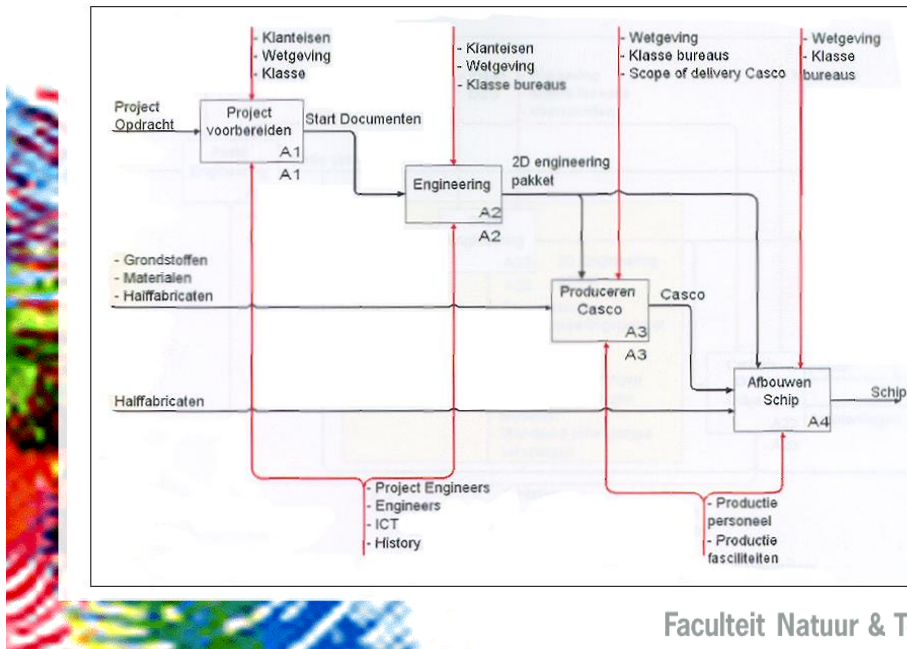 - Klanteisen
- Wetgeving
- Klasse
- Klanteisen
- Wetgeving
- Klasse bureaus
- Wetgeving
- Klasse bureaus
- Scope of delivery Casco
- Wetgeving
- Klasse
bureaus
Project
Opdracht
Project
voorbereiden
A1
A1
Start Documenten
Engineering
A2
A2
2D engineering
pakket
- Grondstoffen
- Materialen
- Halffabricaten
Produceren
Casco
A3
A3
Casco
Halffabricaten
Afbouwen
Schip
A4
Schip
- Project Engineers
- Engineers
- ICT
- History
- Productie
personeel
- Productie
fasciliteiten
Faculteit Natuur & T